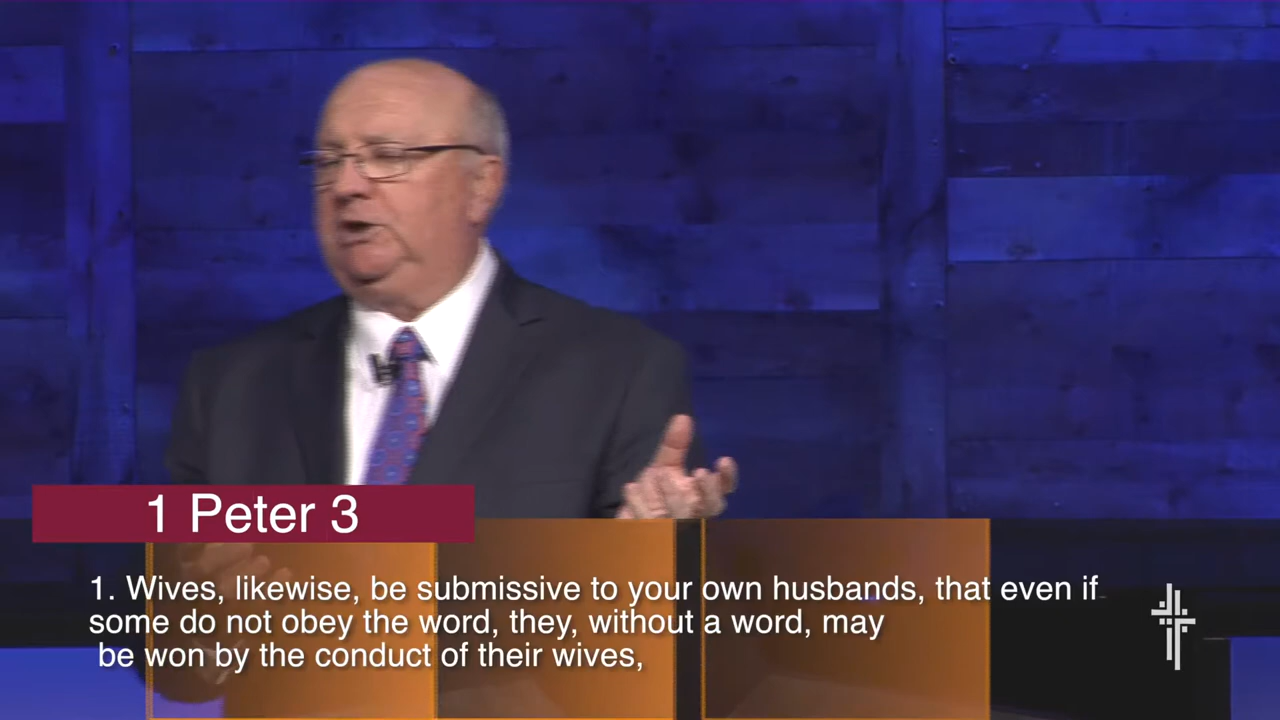 1 Peter 3
1. Wives, likewise, be submissive to your own husbands, that even if
some do not obey the word, they, without a word, may
be won by the conduct of their wives,